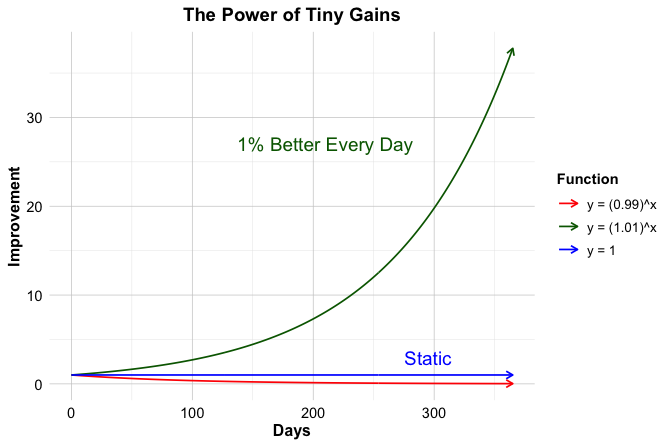 The Power of Tiny Gains
Improvement
30
20
10
0
1% Better Every Day
Static
0
100
200
300
Days
Function
y = (0.99)^x
y = (1.01)^x
y = 1